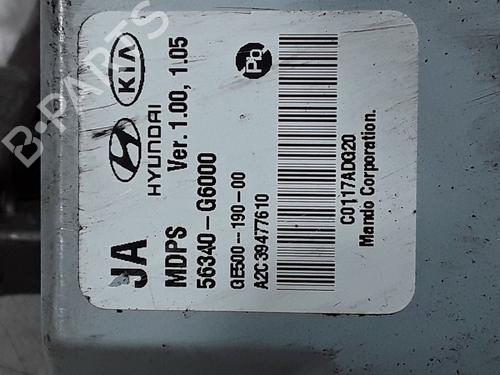 B-PARTS
KIA
HYUNDAI
JA
MDPS
Ver. 1.00, 1.05
56340-G6000
GE500-190-00
A2C39477610
Pb
C0117ADG20
Mando Corporation.